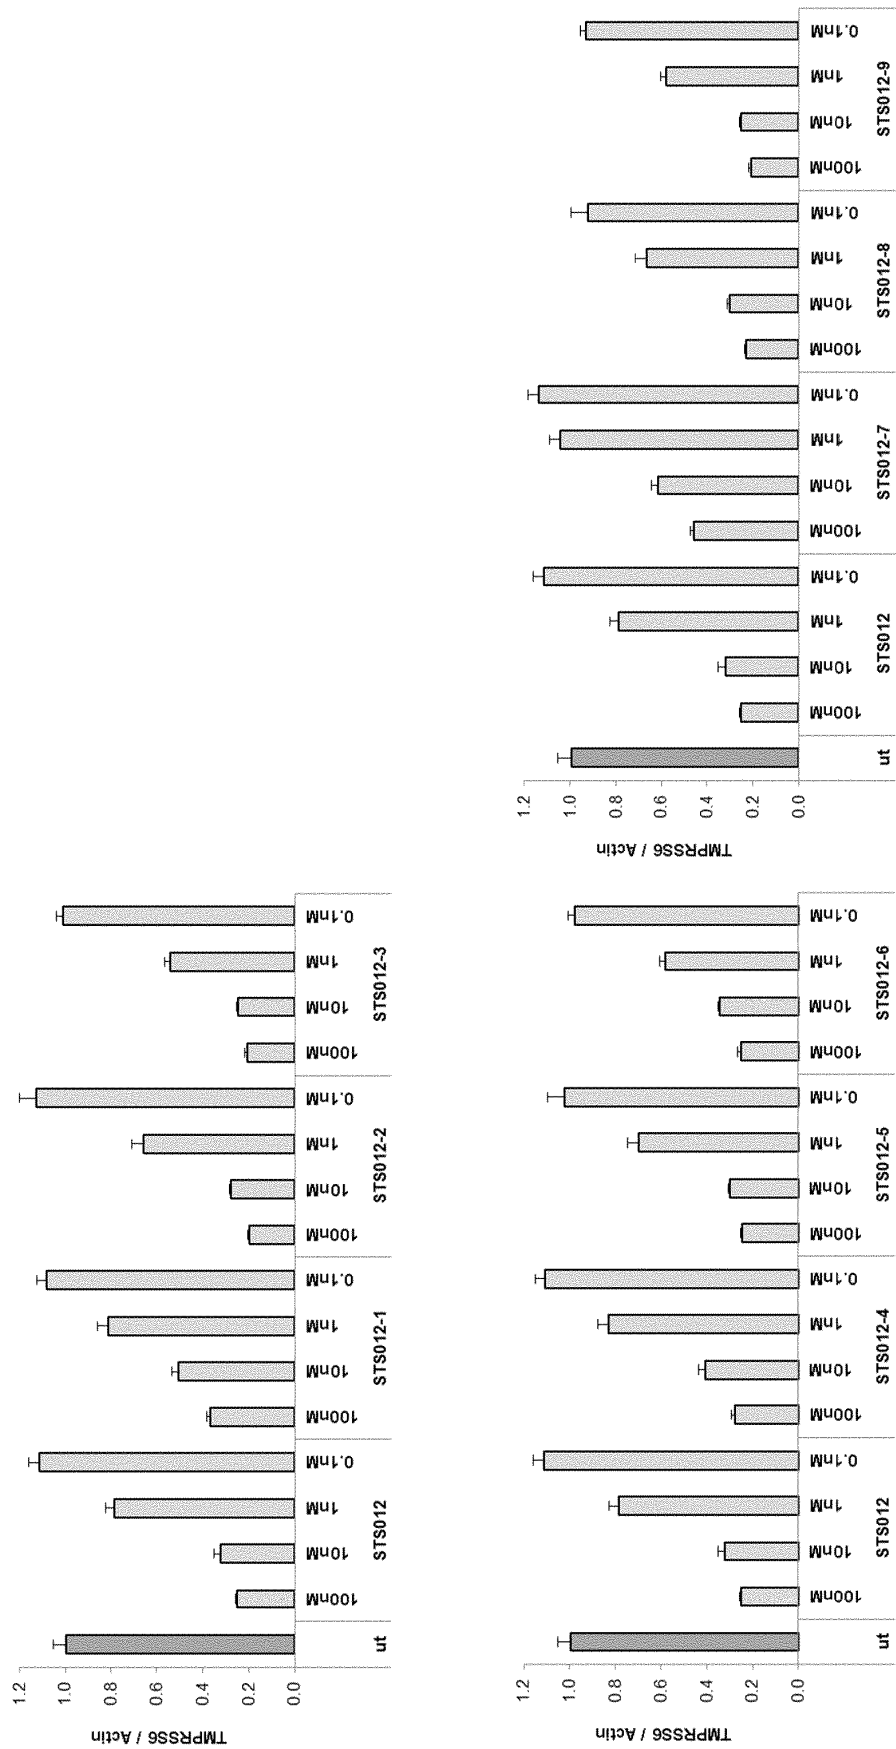 TMPRSS6 / Actin
1.2
1.0
0.8
0.6
0.4
0.2
0.0
100nM 10nM 1nM 0.1nM 100nM 10nM 1nM 0.1nM 100nM 10nM 1nM 0.1nM 100nM 10nM 1nM 0.1nM
ut STS012 STS012-1 STS012-2 STS012-3
TMPRSS6 / Actin
1.2
1.0
0.8
0.6
0.4
0.2
0.0
100nM 10nM 1nM 0.1nM 100nM 10nM 1nM 0.1nM 100nM 10nM 1nM 0.1nM 100nM 10nM 1nM 0.1nM
ut STS012 STS012-4 STS012-5 STS012-6
TMPRSS6 / Actin
1.2
1.0
0.8
0.6
0.4
0.2
0.0
100nM 10nM 1nM 0.1nM 100nM 10nM 1nM 0.1nM 100nM 10nM 1nM 0.1nM 100nM 10nM 1nM 0.1nM
ut STS012 STS012-7 STS012-8 STS012-9